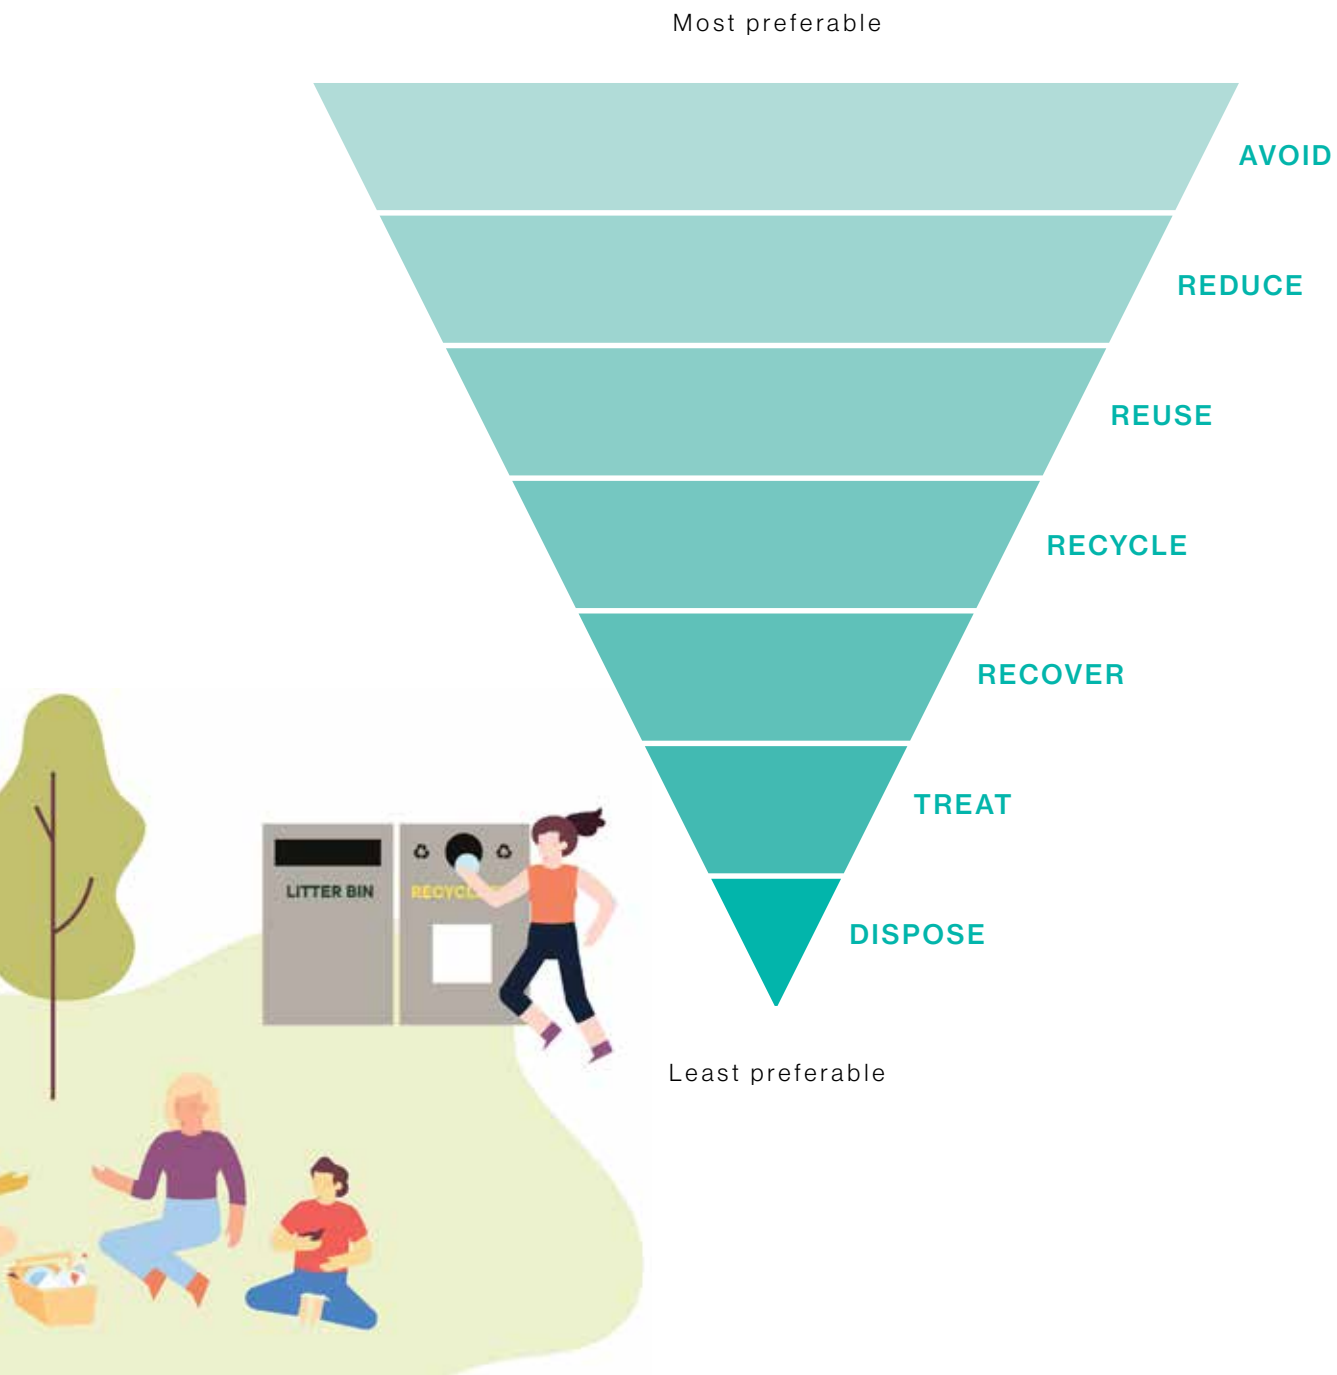 Most preferable
AVOID
REDUCE
REUSE
RECYCLE
RECOVER
TREAT
LITTER BIN
DISPOSE
Least preferable